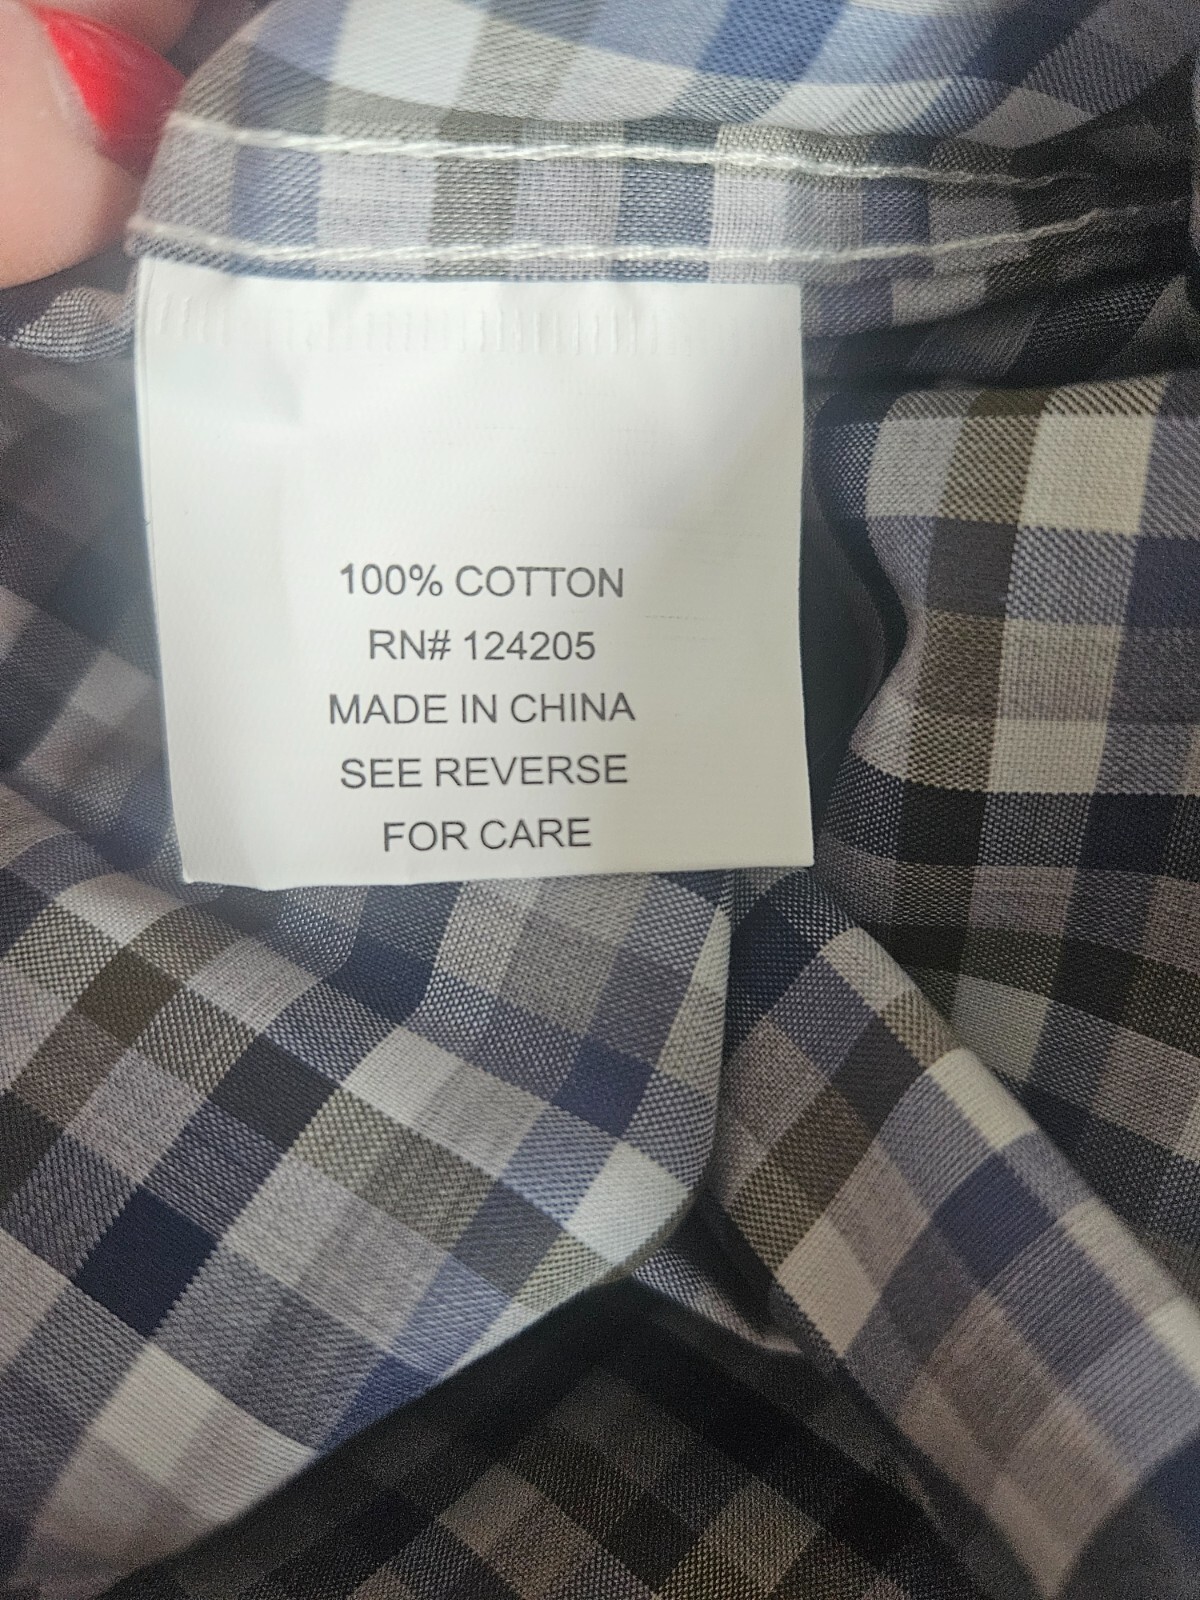 100% COTTON
RN# 124205
MADE IN CHINA
SEE REVERSE
FOR CARE